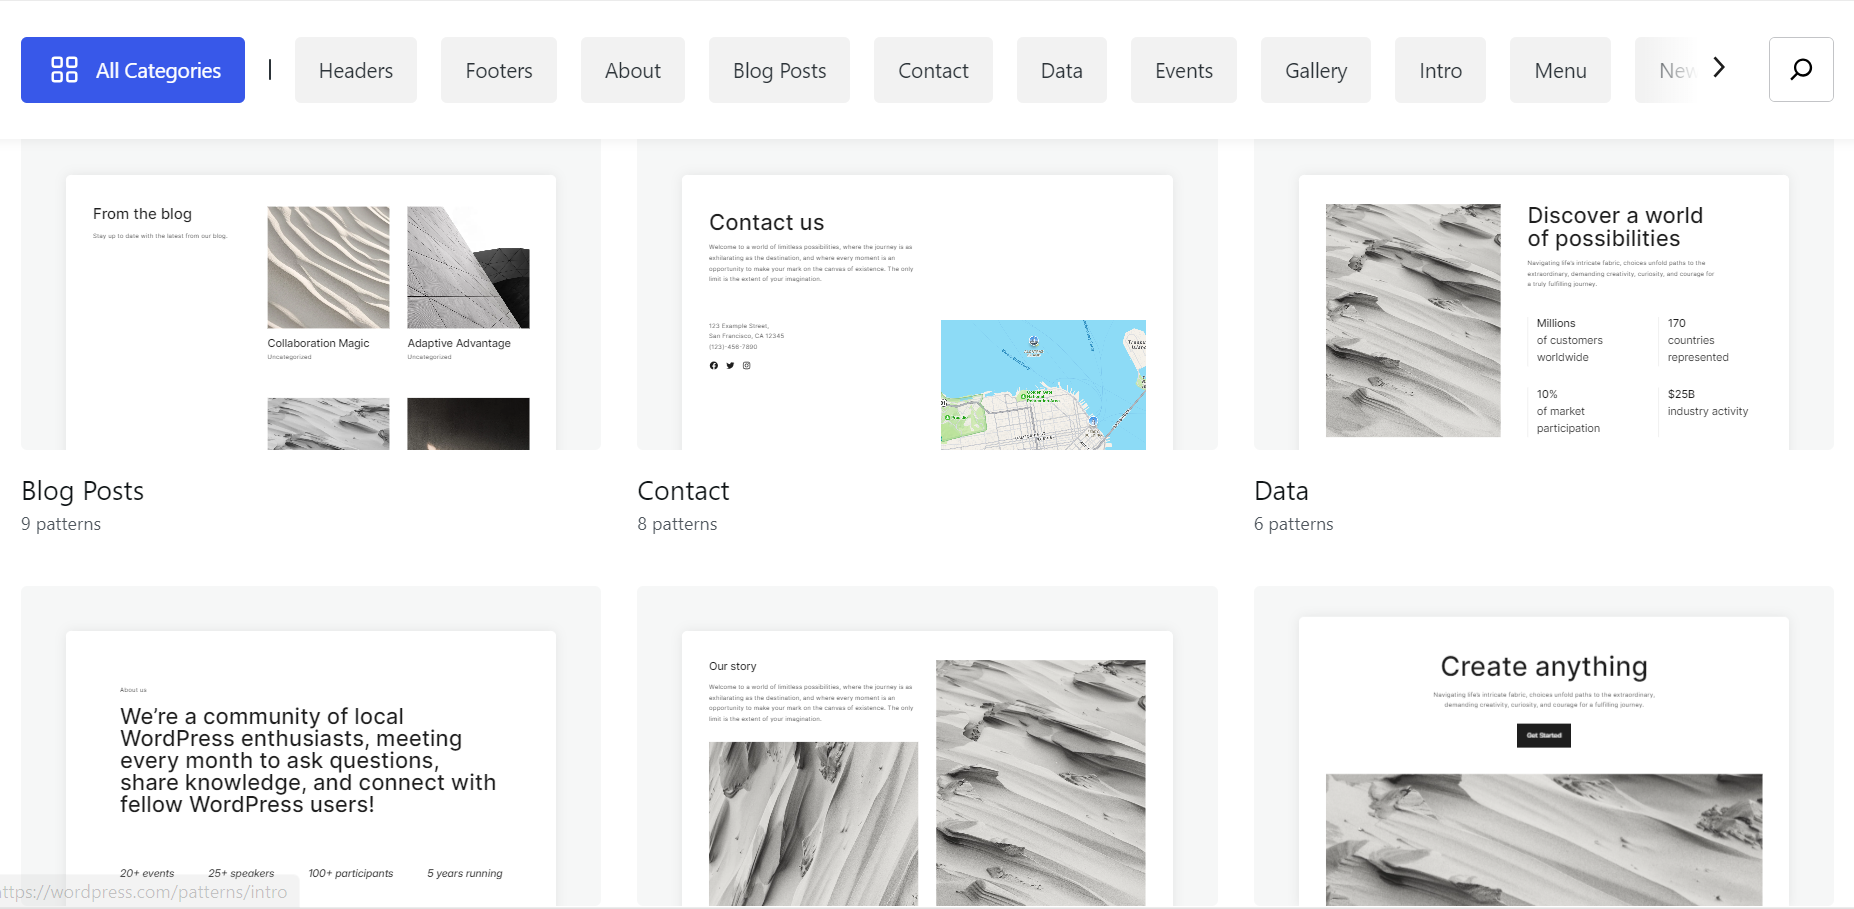 All Categories
Headers
Footers
About
Blog Posts
Contact
Data
Events
Gallery
Intro
Menu
From the blog
Stay up to date with the latest from our blog.
Collaboration Magic
Uncategorized
Adaptive Advantage
Uncategorized
Contact us
Welcome to a world of limitless possibilities, where the journey is as
exhilarating as the destination, and where every moment is an
opportunity to make your mark on the canvas of existence. The only
limit is the extent of your imagination.
123 Example Street,
San Francisco, CA 12345
(123)-456-7890
Discover a world
of possibilities
Navigating life's intricate fabric, choices unfold paths to the
extraordinary, demanding creativity, curiosity, and courage for
a truly fulfilling journey.
Millions
of customers
worldwide
170
countries
represented
10%
of market
participation
$25B
industry activity
Blog Posts
9 patterns
Contact
8 patterns
Data
6 patterns
About us
We’re a community of local
WordPress enthusiasts, meeting
every month to ask questions,
share knowledge, and connect with
fellow WordPress users!
20+ events
25+ speakers
100+ participants
5 years running
Our story
Welcome to a world of limitless possibilities, where the journey is as
exhilarating as the destination, and where every moment is an
opportunity to make your mark on the canvas of existence. The only
limit is the extent of your imagination.
Create anything
Navigating life's intricate fabric, choices unfold paths to the extraordinary,
demanding creativity, curiosity, and courage for a fulfilling journey.
Get Started
ttps://wordpress.com/patterns/intro